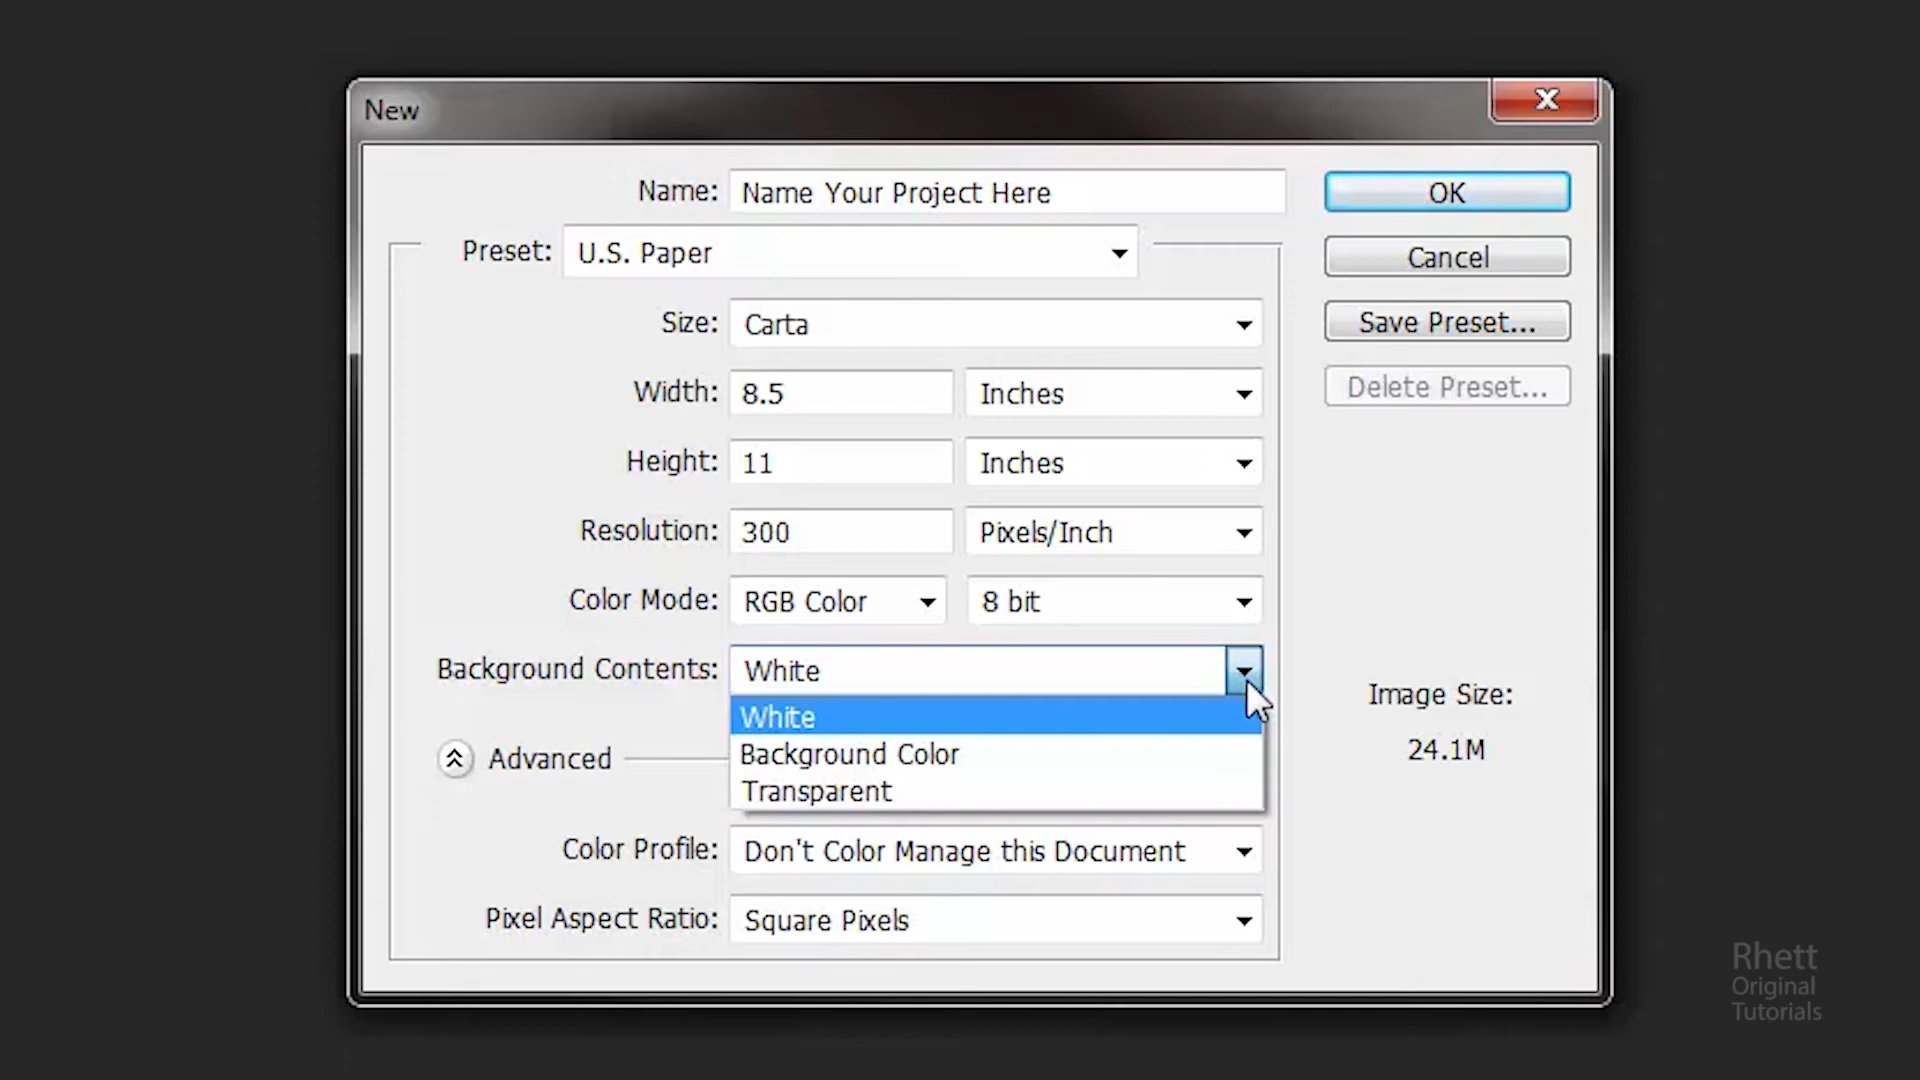 New
Name: Name Your Project Here
OK
Preset: U.S. Paper
Cancel
Size: Carta
Save Preset...
Width: 8.5 Inches
Delete Preset...
Height: 11 Inches
Resolution: 300 Pixels/Inch
Color Mode: RGB Color 8 bit
Background Contents: White
White
Background Color
Transparent
Image Size:
24.1M
Advanced
Color Profile: Don't Color Manage this Document
Pixel Aspect Ratio: Square Pixels
Rhett
Original
Tutorials